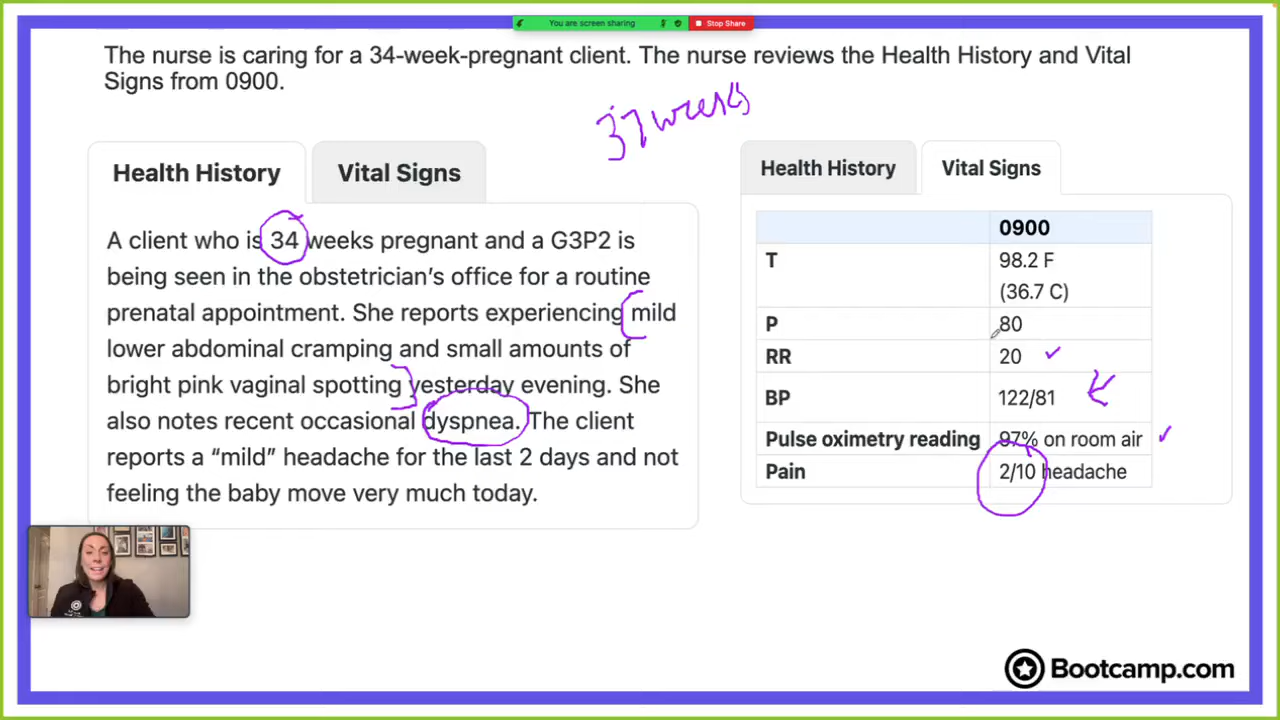 You are screen sharing
Stop Share
The nurse is caring for a 34-week-pregnant client. The nurse reviews the Health History and Vital
Signs from 0900.
37 weeks
Health History
Vital Signs
A client who is 34 weeks pregnant and a G3P2 is
being seen in the obstetrician's office for a routine
prenatal appointment. She reports experiencing mild
lower abdominal cramping and small amounts of
bright pink vaginal spotting yesterday evening. She
also notes recent occasional dyspnea. The client
reports a “mild” headache for the last 2 days and not
feeling the baby move very much today.
Health History
Vital Signs
0900
T 98.2 F
(36.7 C)
P 80
RR 20
BP 122/81
Pulse oximetry reading 97% on room air
Pain 2/10 headache
Bootcamp.com